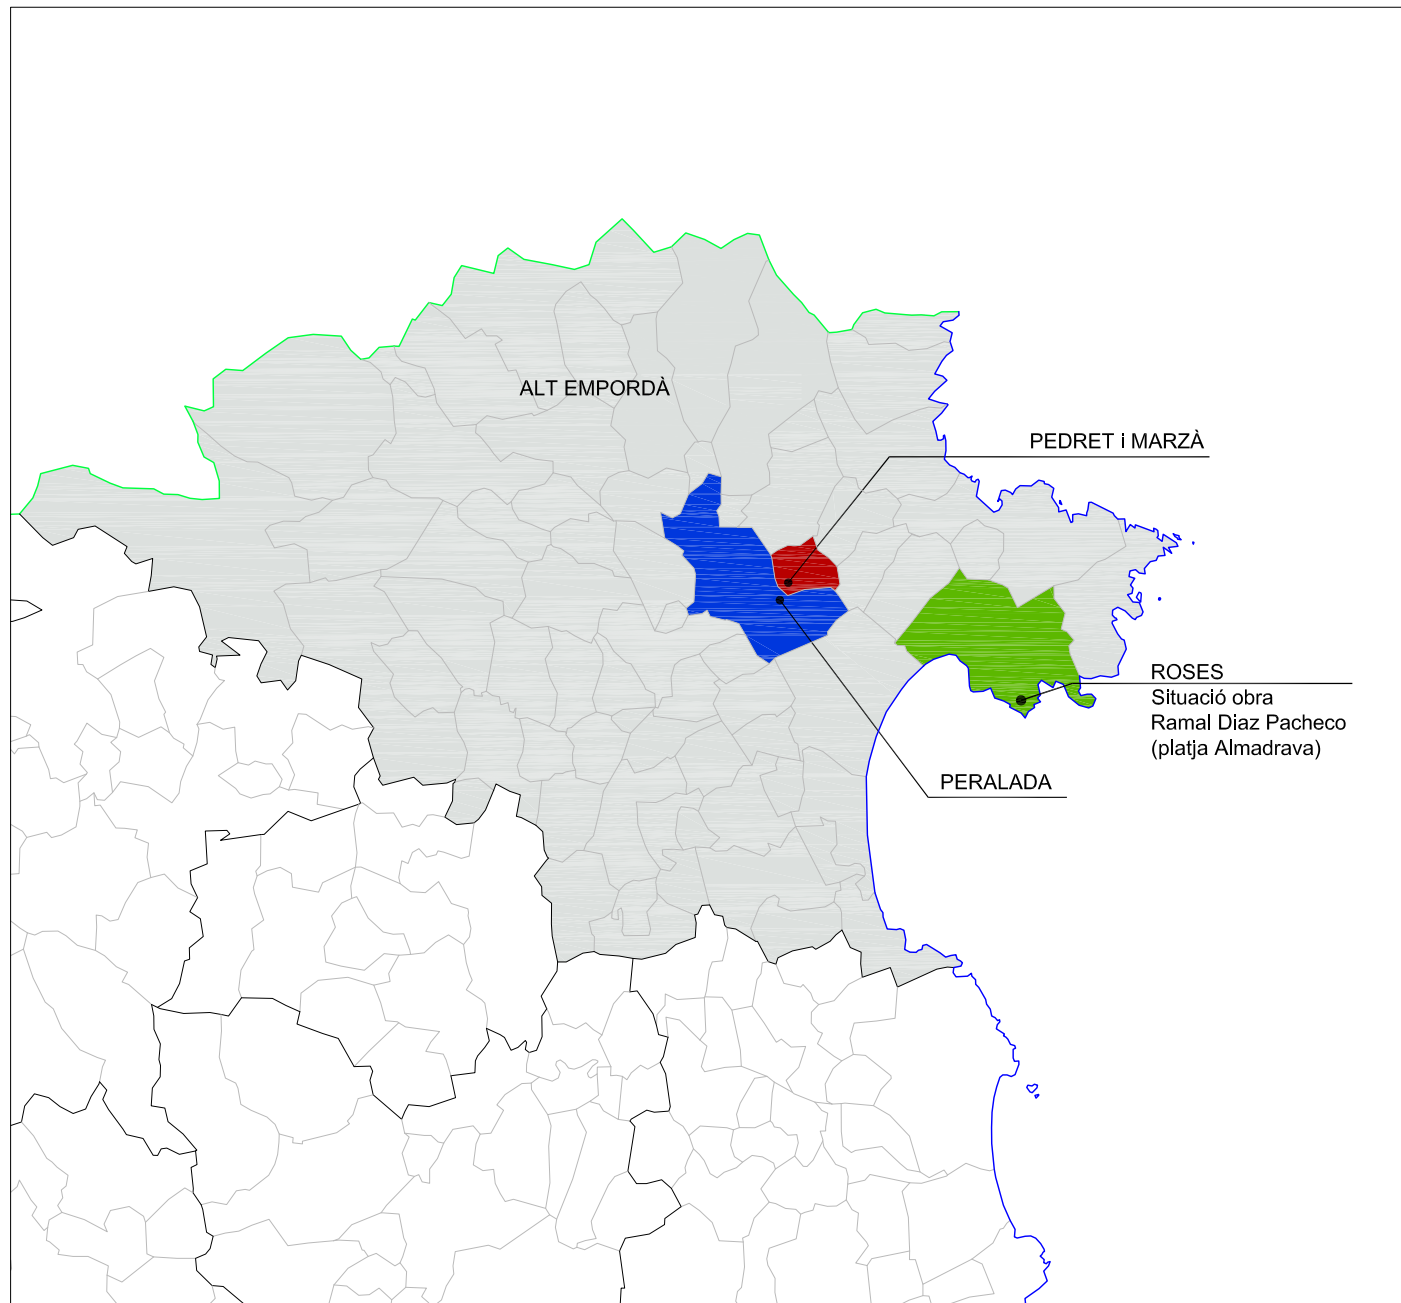 ALT EMPORDÀ
PEDRET i MARZÀ
ROSES
Situació obra
Ramal Diaz Pacheco
(platja Almadrava)
PERALADA